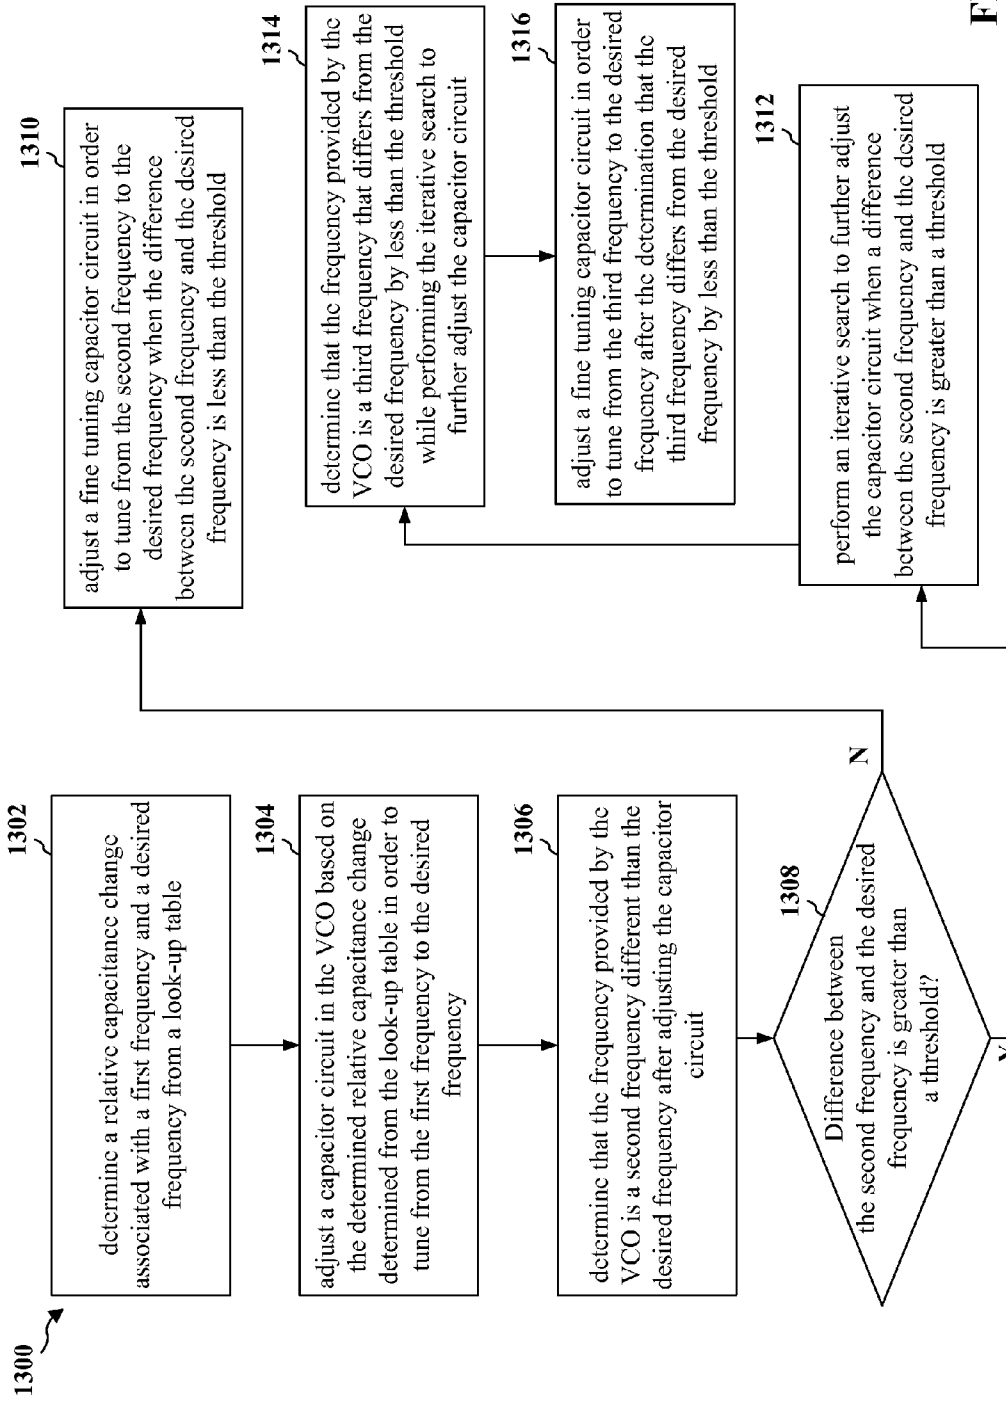 1300
1302
determine a relative capacitance change
associated with a first frequency and a desired
frequency from a look-up table
1304
adjust a capacitor circuit in the VCO based on
the determined relative capacitance change
determined from the look-up table in order to
tune from the first frequency to the desired
frequency
1306
determine that the frequency provided by the
VCO is a second frequency different than the
desired frequency after adjusting the capacitor
circuit
1308
Difference between
the second frequency and the desired
frequency is greater than
a threshold?
N
1310
adjust a fine tuning capacitor circuit in order
to tune from the second frequency to the
desired frequency when the difference
between the second frequency and the desired
frequency is less than the threshold
1314
determine that the frequency provided by the
VCO is a third frequency that differs from the
desired frequency by less than the threshold
while performing the iterative search to
further adjust the capacitor circuit
1316
adjust a fine tuning capacitor circuit in order
to tune from the third frequency to the desired
frequency after the determination that the
third frequency differs from the desired
frequency by less than the threshold
1312
perform an iterative search to further adjust
the capacitor circuit when a difference
between the second frequency and the desired
frequency is greater than a threshold